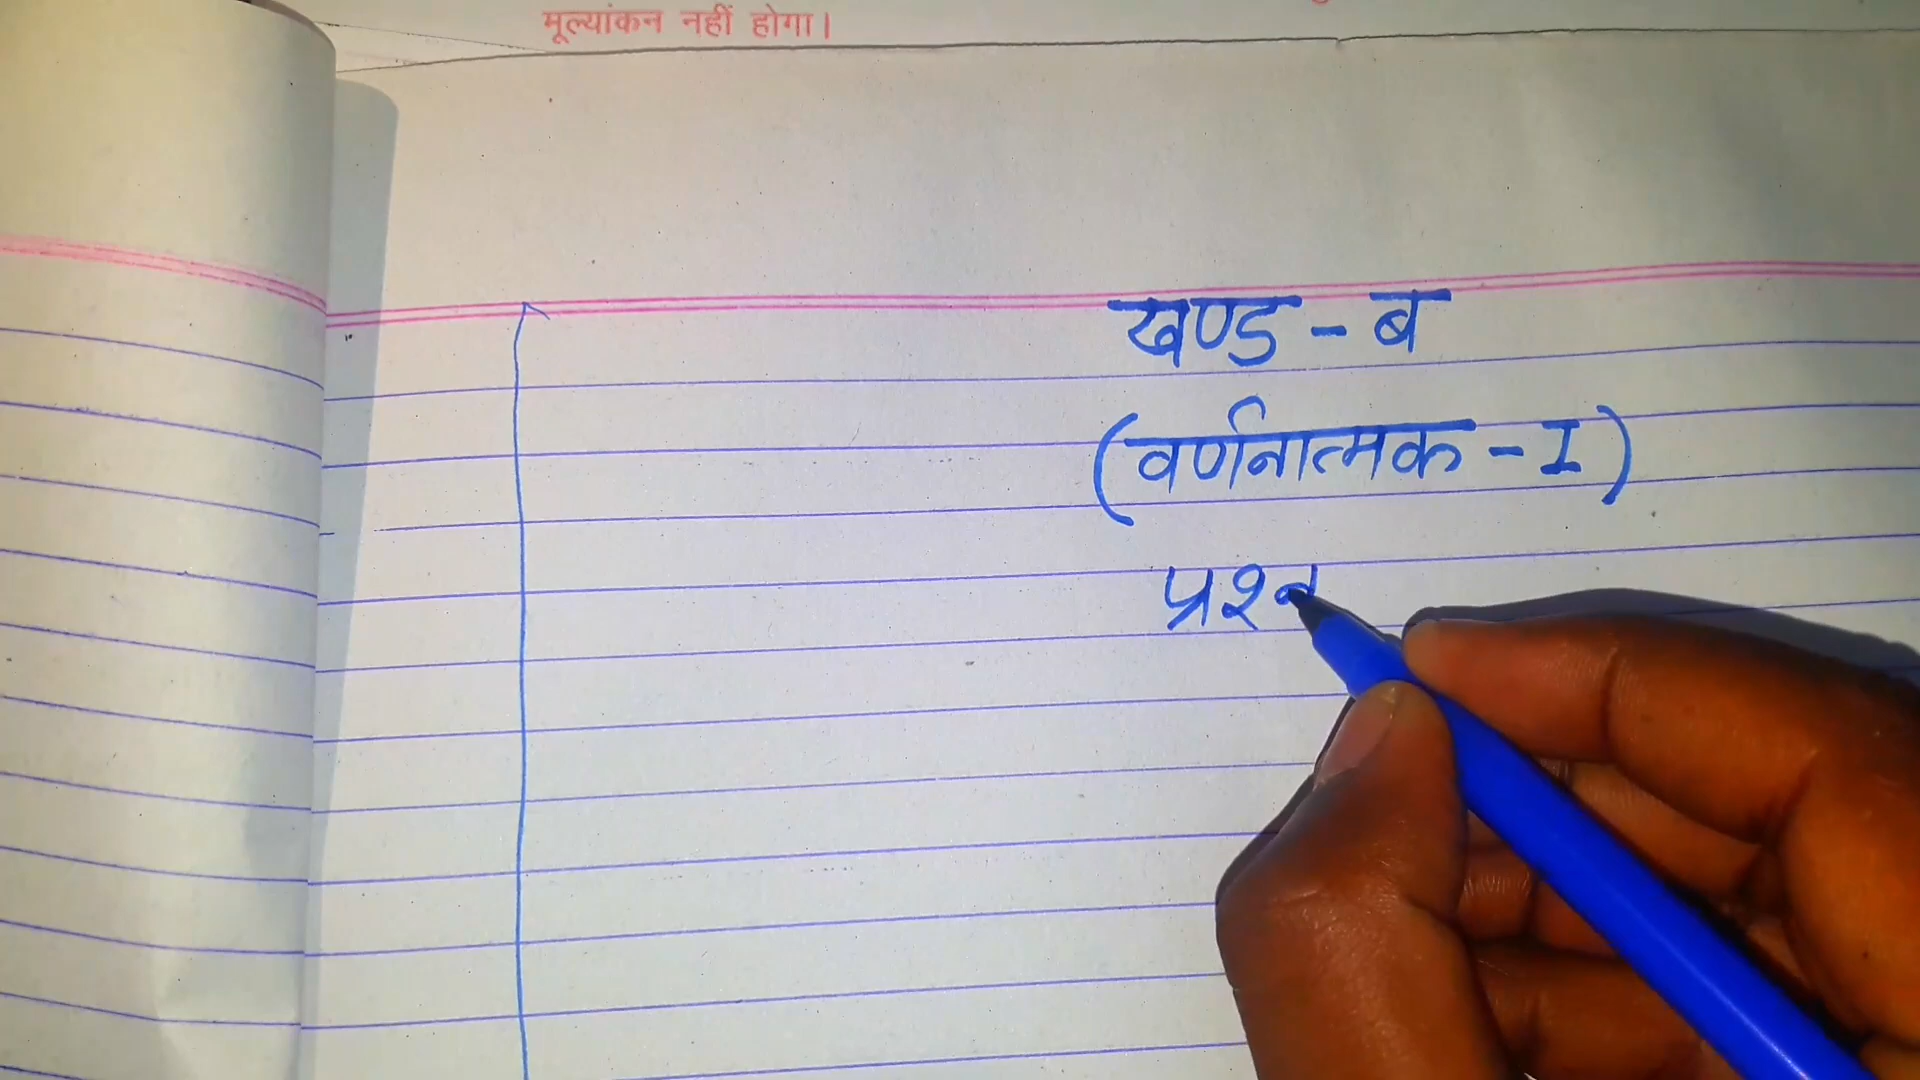 मूल्यांकन नहीं होगा।
खण्ड - ब
(वर्णनात्मक - I)
प्रश्न